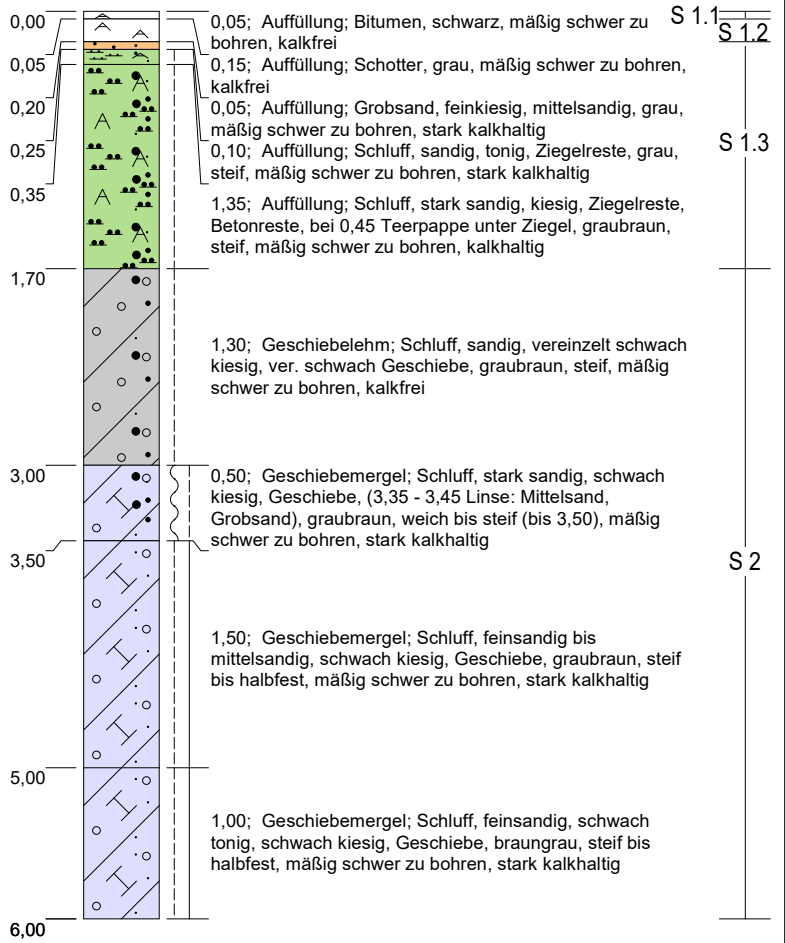 0,00
0,05; Auffüllung; Bitumen, schwarz, mäßig schwer zu
bohren, kalkfrei
S 1.1
S 1.2
0,05
0,15; Auffüllung; Schotter, grau, mäßig schwer zu bohren,
kalkfrei
0,20
0,05; Auffüllung; Grobsand, feinkiesig, mittelsandig, grau,
mäßig schwer zu bohren, stark kalkhaltig
0,25
0,10; Auffüllung; Schluff, sandig, tonig, Ziegelreste, grau,
steif, mäßig schwer zu bohren, stark kalkhaltig
S 1.3
0,35
1,35; Auffüllung; Schluff, stark sandig, kiesig, Ziegelreste,
Betonreste, bei 0,45 Teerpappe unter Ziegel, graubraun,
steif, mäßig schwer zu bohren, kalkhaltig
1,70
1,30; Geschiebelehm; Schluff, sandig, vereinzelt schwach
kiesig, ver. schwach Geschiebe, graubraun, steif, mäßig
schwer zu bohren, kalkfrei
3,00
0,50; Geschiebemergel; Schluff, stark sandig, schwach
kiesig, Geschiebe, (3,35 - 3,45 Linse: Mittelsand,
Grobsand), graubraun, weich bis steif (bis 3,50), mäßig
schwer zu bohren, stark kalkhaltig
3,50
S 2
1,50; Geschiebemergel; Schluff, feinsandig bis
mittelsandig, schwach kiesig, Geschiebe, graubraun, steif
bis halbfest, mäßig schwer zu bohren, stark kalkhaltig
5,00
1,00; Geschiebemergel; Schluff, feinsandig, schwach
tonig, schwach kiesig, Geschiebe, braungrau, steif bis
halbfest, mäßig schwer zu bohren, stark kalkhaltig
6,00